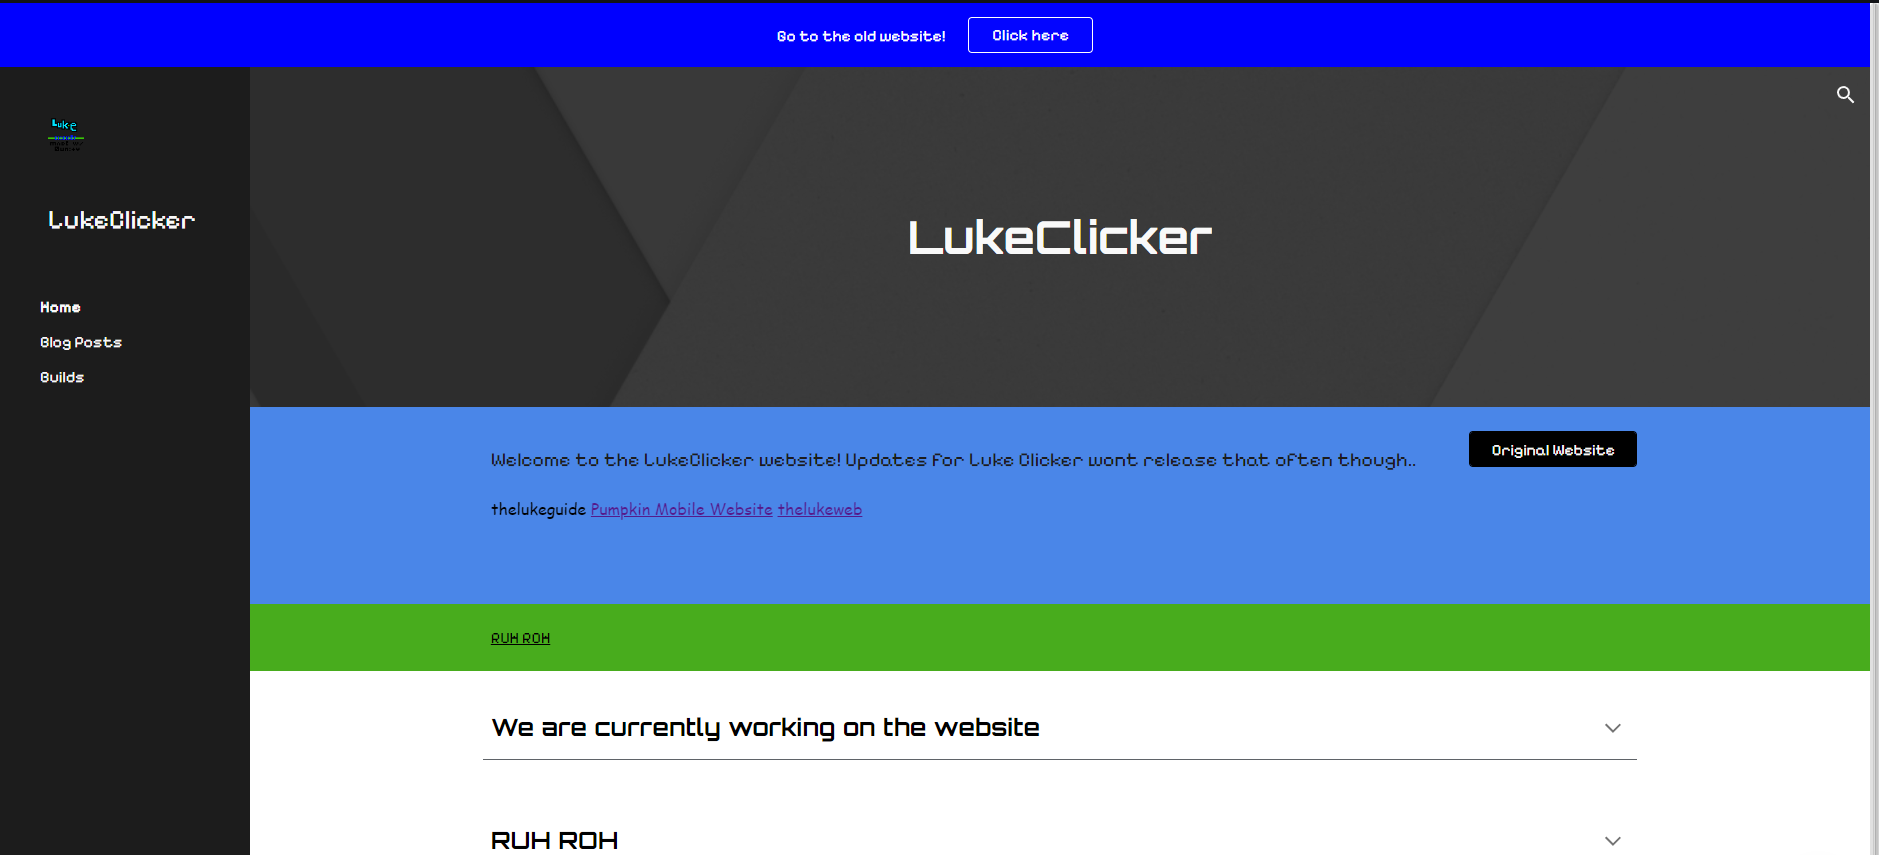 Go to the old website! Click here
Luke
LukeClicker
Home
Blog Posts
Builds
LukeClicker
Welcome to the LukeClicker website! Updates for Luke Clicker wont release that often though..
Original Website
thelukeguide Pumpkin Mobile Website thelukeweb
RUH ROH
We are currently working on the website
RUH ROH